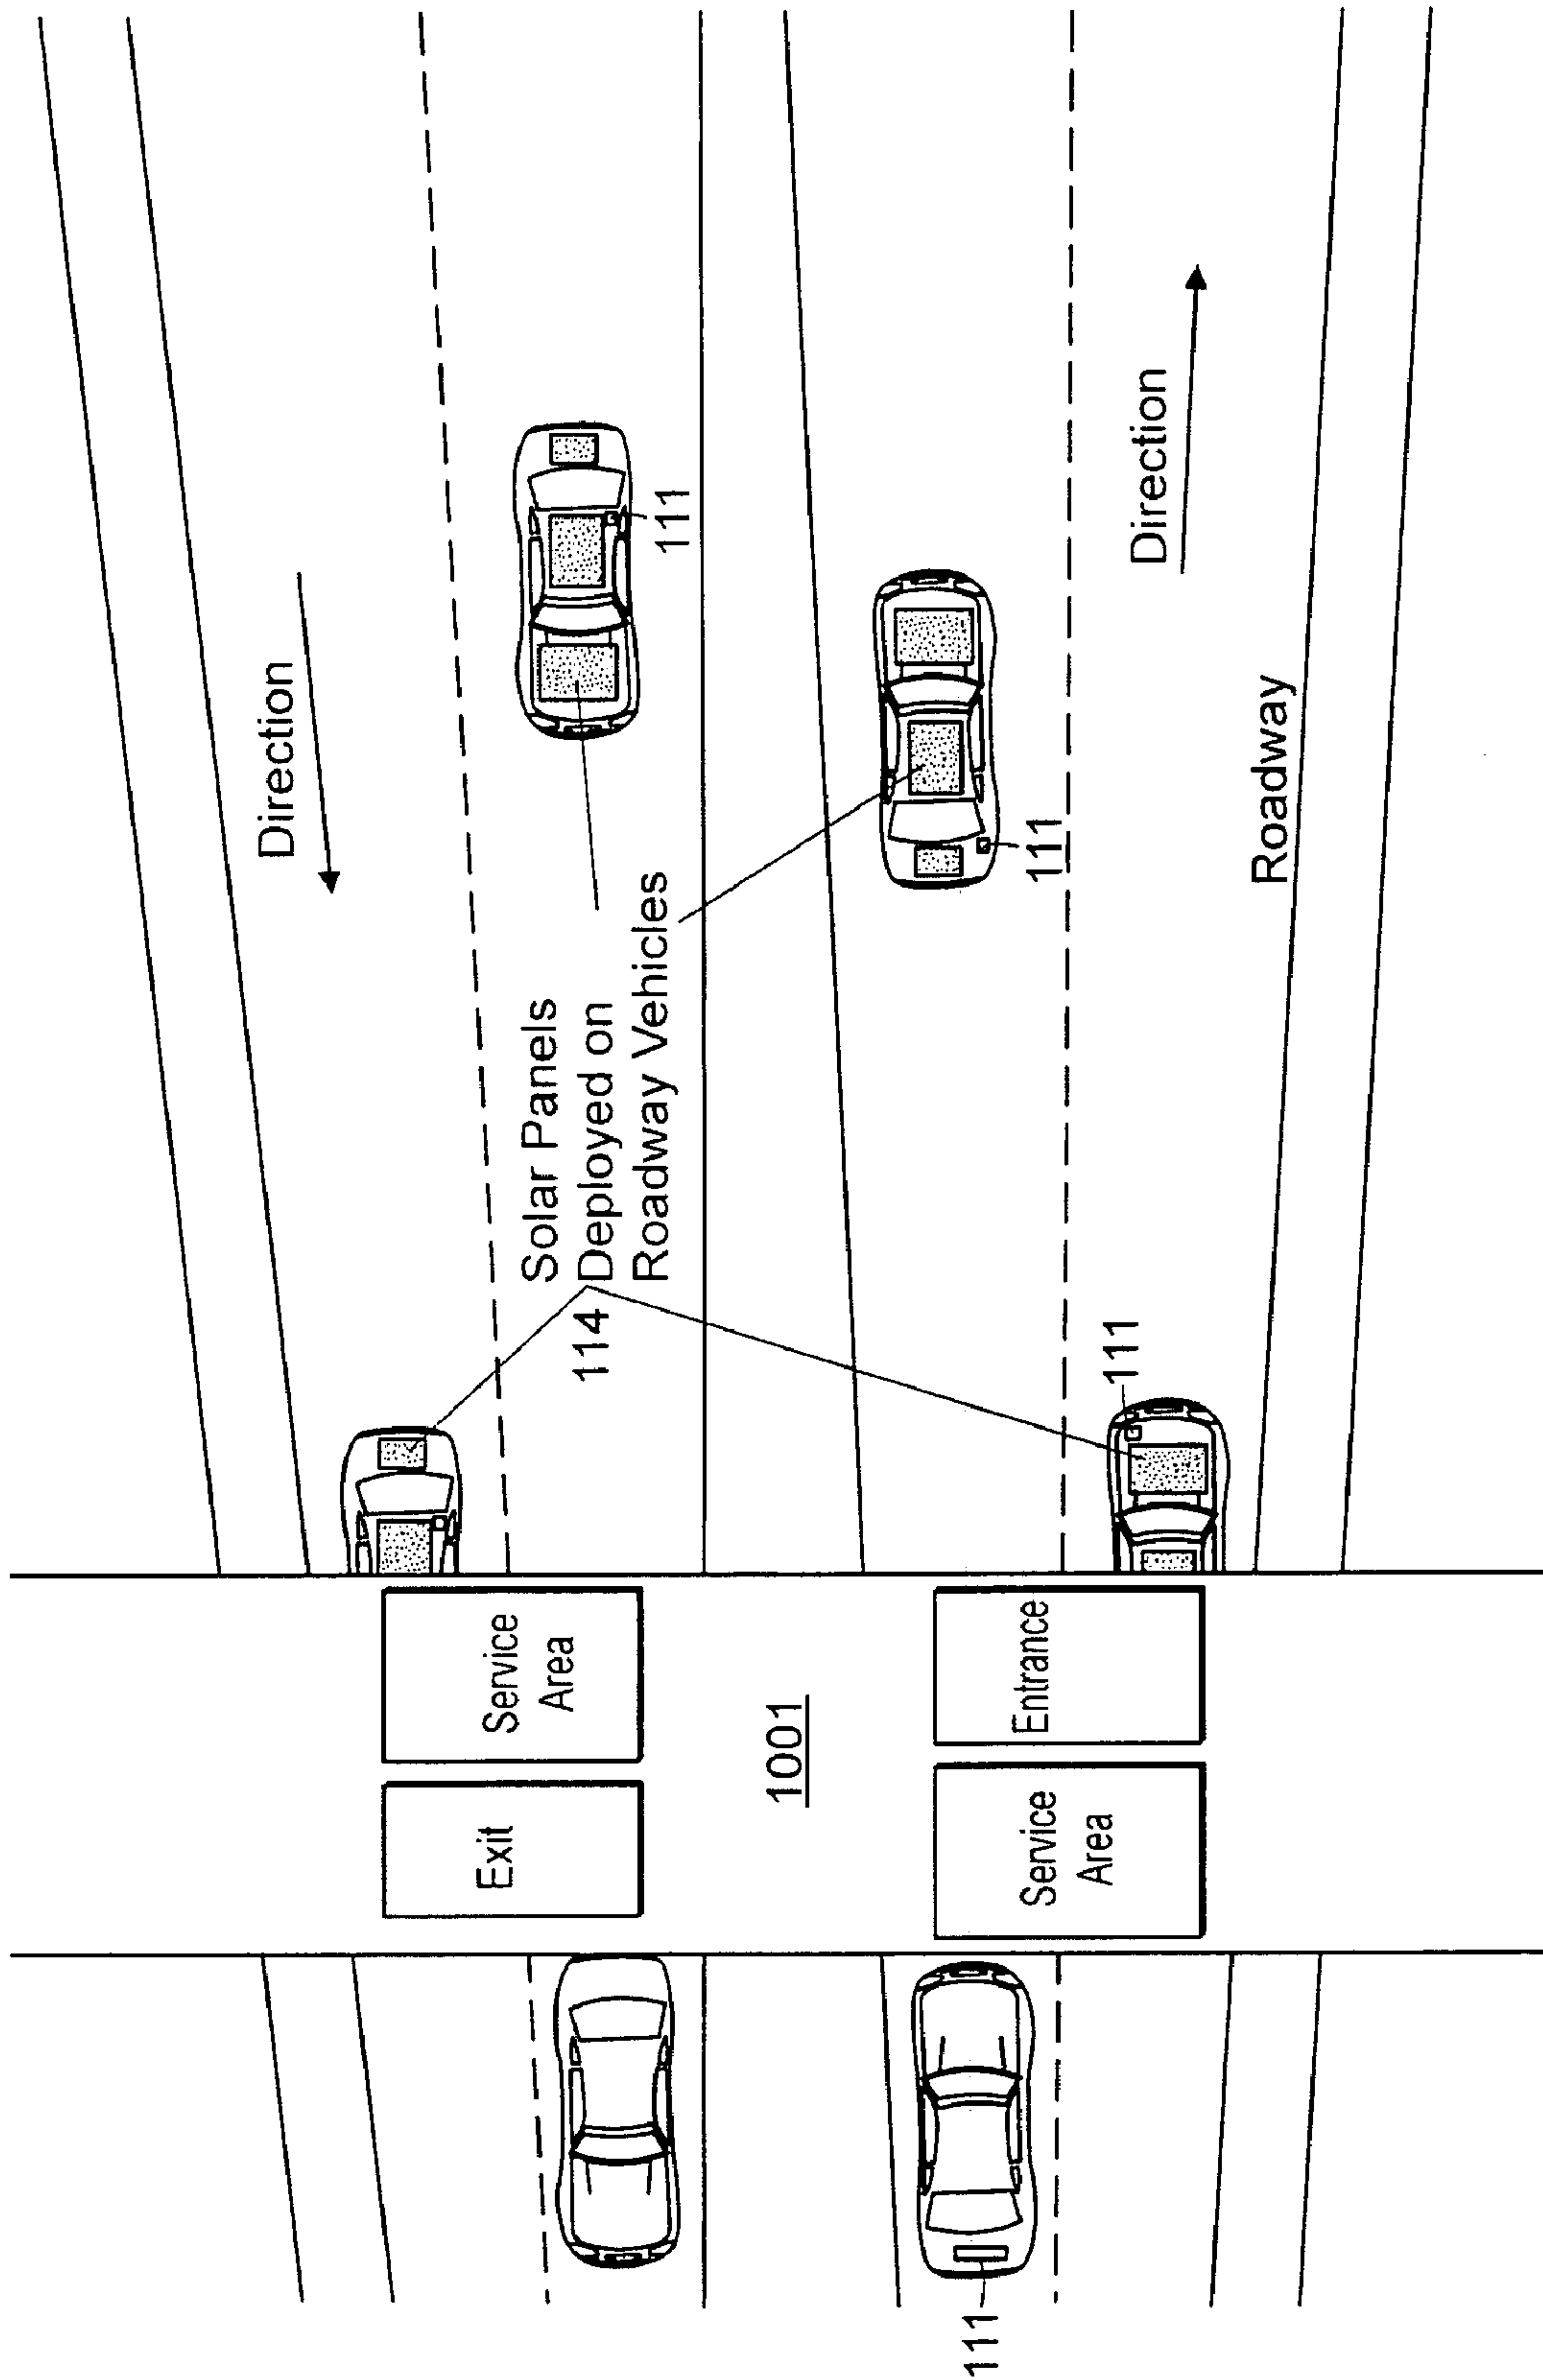 Direction
Exit
Service
Area
Solar Panels
114 Deployed on
Roadway Vehicles
111
1001
111
Service
Area
Entrance
111
111
Direction
Roadway